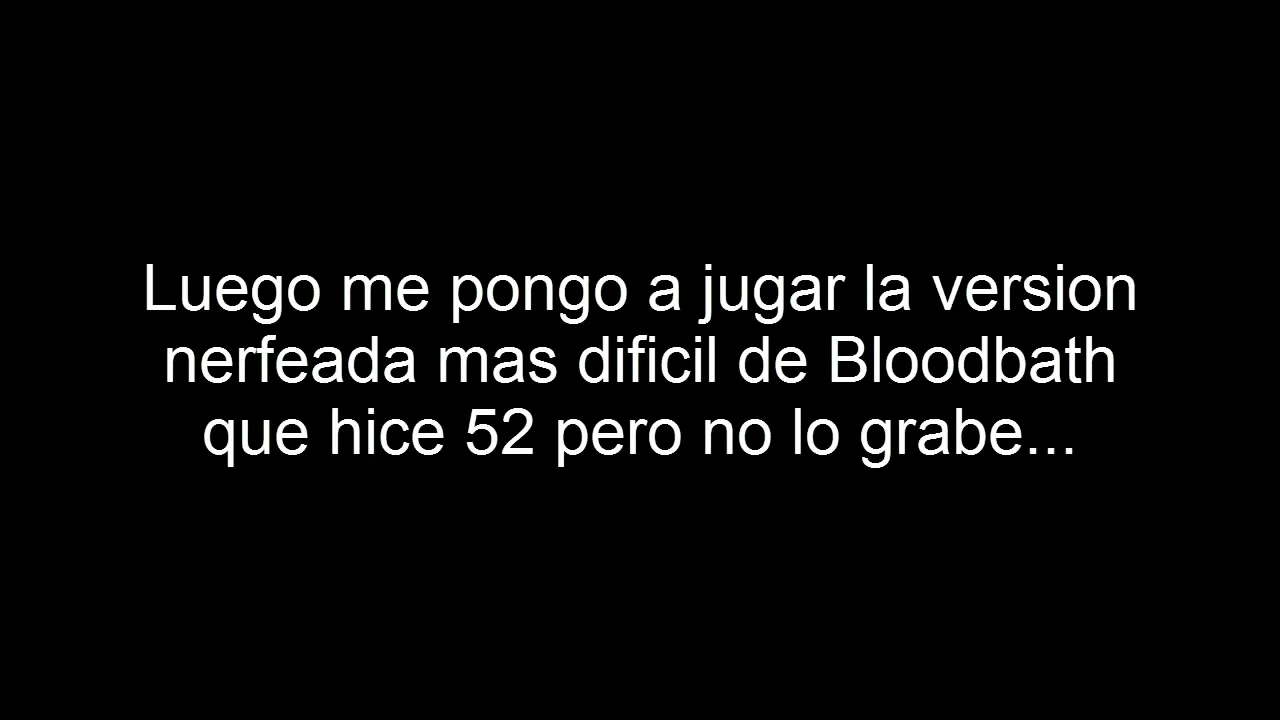 Luego me pongo a jugar la version
nerfeada mas dificil de Bloodbath
que hice 52 pero no lo grabe...